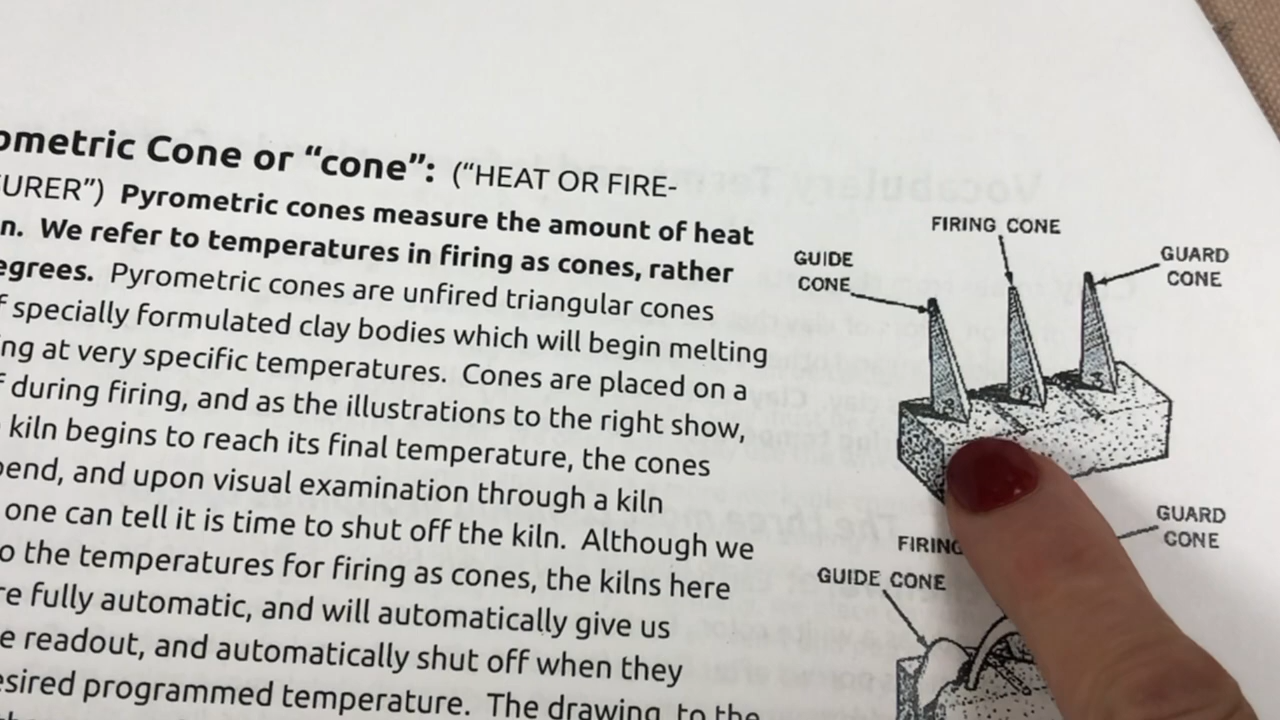 ometric Cone or “cone”: (“HEAT OR FIRE-
URER”) Pyrometric cones measure the amount of heat
n. We refer to temperatures in firing as cones, rather
egrees. Pyrometric cones are unfired triangular cones
f specially formulated clay bodies which will begin melting
ng at very specific temperatures. Cones are placed on a
f during firing, and as the illustrations to the right show,
kiln begins to reach its final temperature, the cones
end, and upon visual examination through a kiln
one can tell it is time to shut off the kiln. Although we
o the temperatures for firing as cones, the kilns here
re fully automatic, and will automatically give us
e readout, and automatically shut off when they
esired programmed temperature. The drawing to the
FIRING CONE
GUIDE
CONE
GUARD
CONE
GUARD
CONE
FIRING
GUIDE CONE